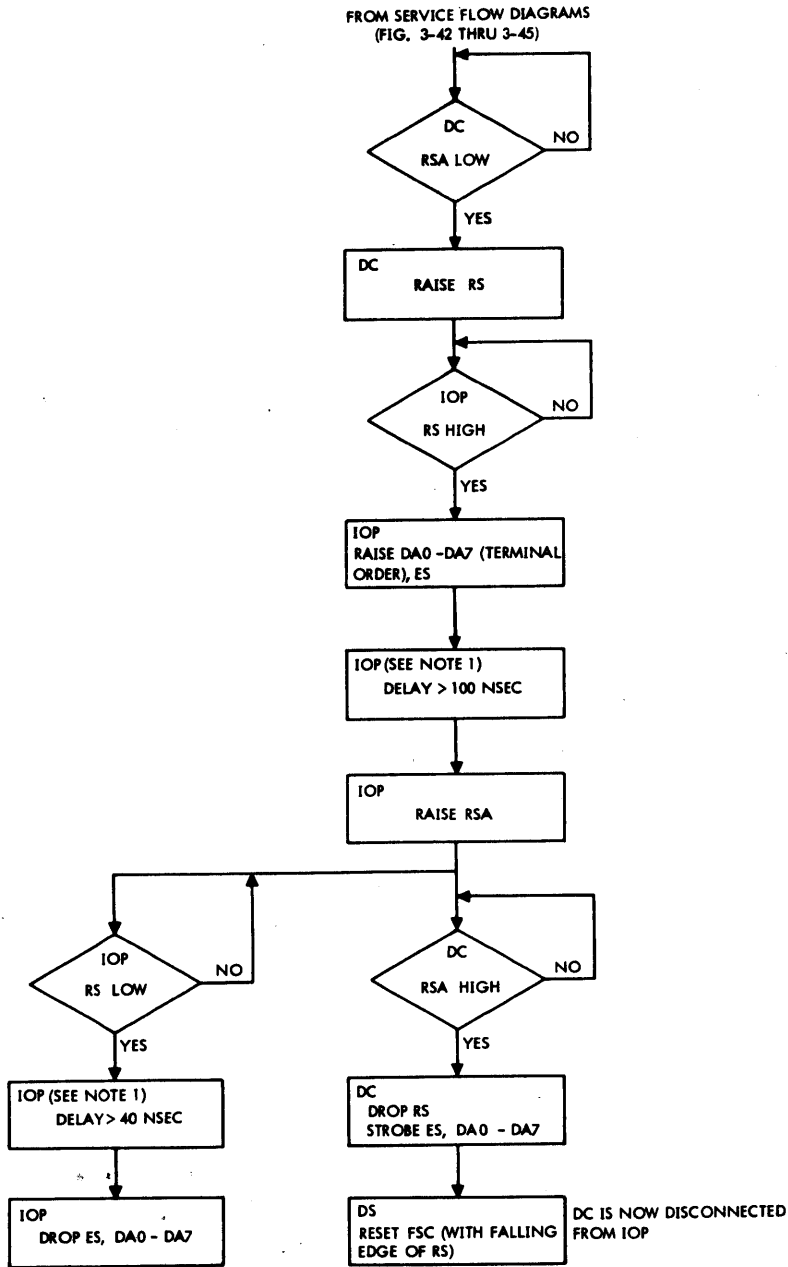 FROM SERVICE FLOW DIAGRAMS
(FIG. 3-42 THRU 3-45)
DC
RSA LOW
NO
YES
DC
RAISE RS
IOP
RS HIGH
NO
YES
IOP
RAISE DA0 -DA7 (TERMINAL
ORDER), ES
IOP (SEE NOTE 1)
DELAY > 100 NSEC
IOP
RAISE RSA
IOP
RS LOW
NO
YES
IOP (SEE NOTE 1)
DELAY > 40 NSEC
IOP
DROP ES, DA0 - DA7
DC
RSA HIGH
NO
YES
DC
DROP RS
STROBE ES, DA0 - DA7
DS
RESET FSC (WITH FALLING
EDGE OF RS)
DC IS NOW DISCONNECTED
FROM IOP